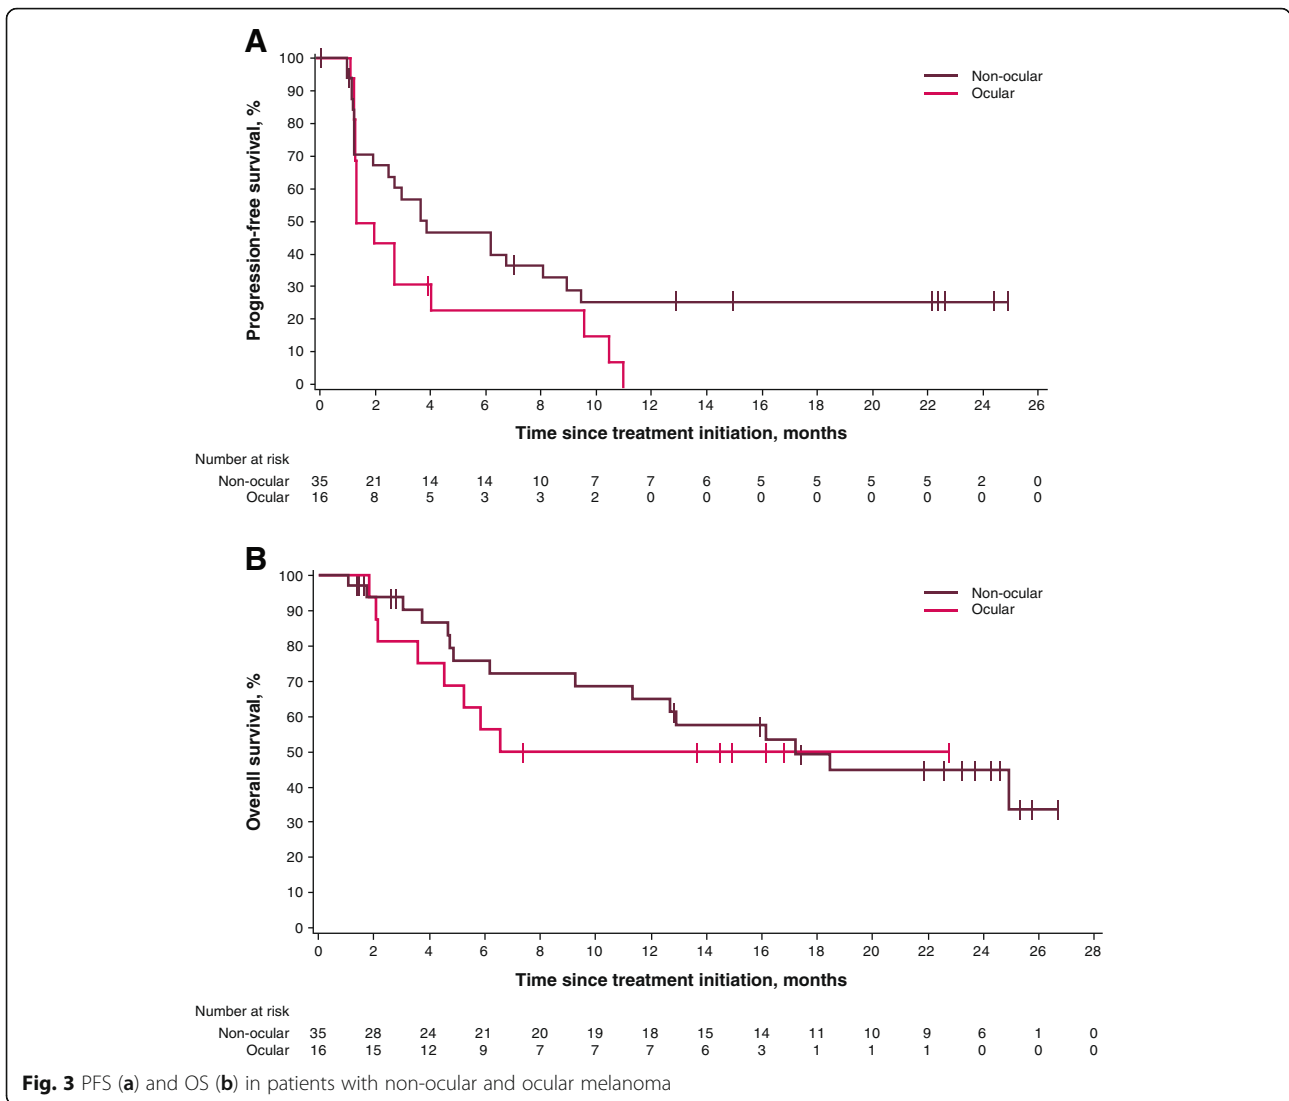 A
Progression-free survival, %
100
90
80
70
60
50
40
30
20
10
0
Non-ocular
Ocular
0 2 4 6 8 10 12 14 16 18 20 22 24 26
Time since treatment initiation, months
Number at risk
Non-ocular 35 21 14 14 10 7 7 6 5 5 5 5 2 0
Ocular 16 8 5 3 3 2 0 0 0 0 0 0 0 0
B
Overall survival, %
100
90
80
70
60
50
40
30
20
10
0
Non-ocular
Ocular
0 2 4 6 8 10 12 14 16 18 20 22 24 26 28
Time since treatment initiation, months
Number at risk
Non-ocular 35 28 24 21 20 19 18 15 14 11 10 9 6 1 0
Ocular 16 15 12 9 7 7 7 6 3 1 1 1 0 0 0
Fig. 3 PFS (a) and OS (b) in patients with non-ocular and ocular melanoma